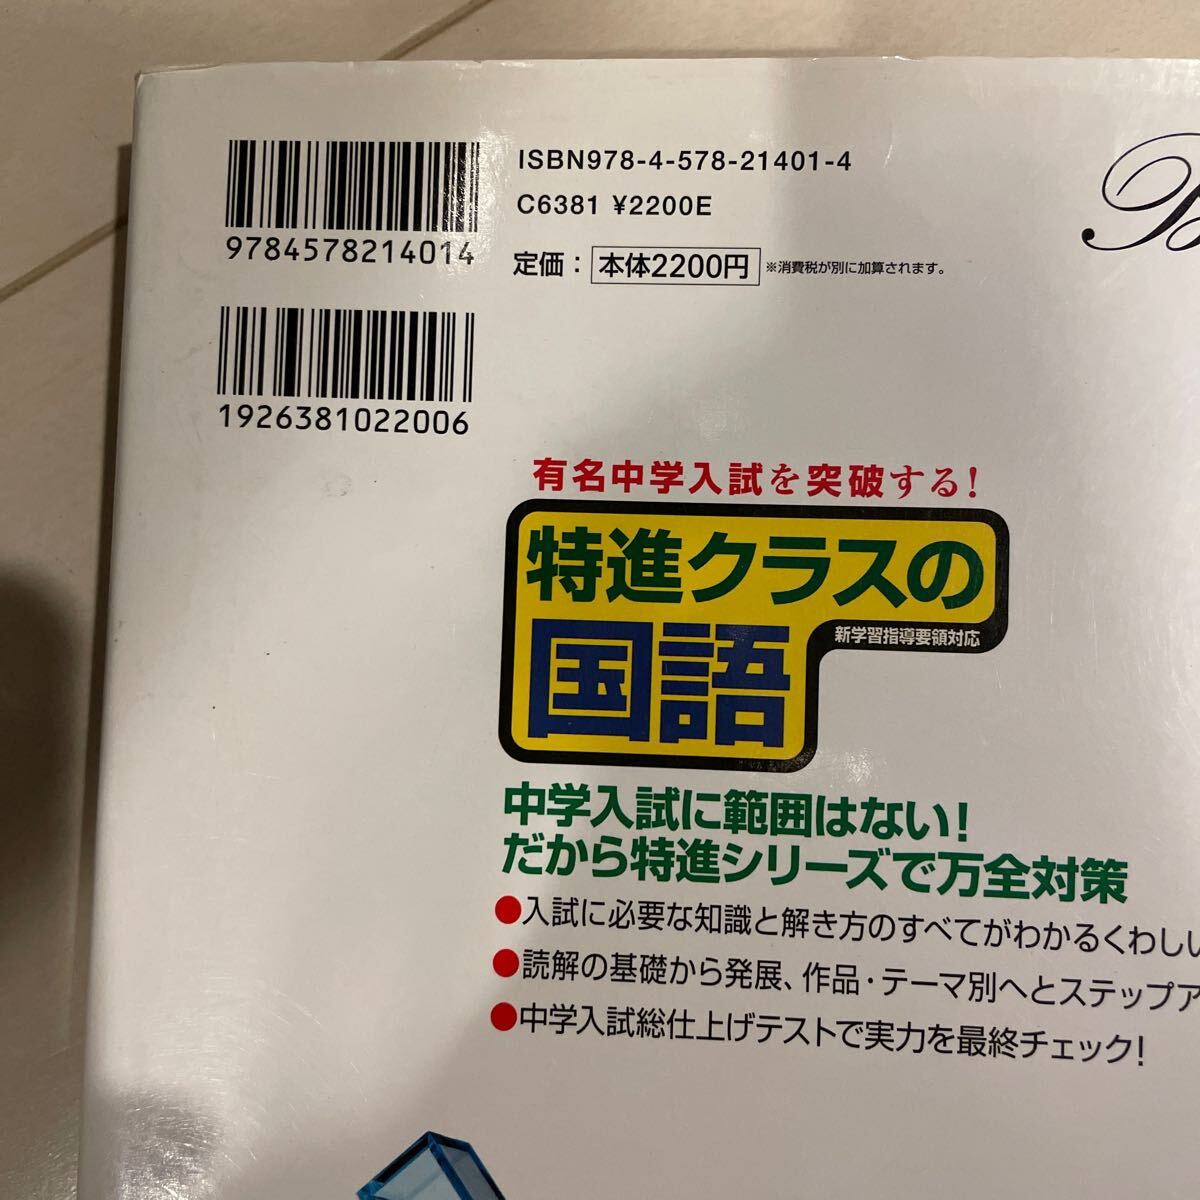 ISBN978-4-578-21401-4
C6381 ¥2200E
9784578214014
定価： 本体2200円 ※消費税が別に加算されます。
1926381022006
有名中学入試を突破する!
特進クラスの
国語
新学習指導要領対応
中学入試に範囲はない!
だから特進シリーズで万全対策
●入試に必要な知識と解き方のすべてがわかるくわしい
●読解の基礎から発展、作品・テーマ別へとステップア
●中学入試総仕上げテストで実力を最終チェック!